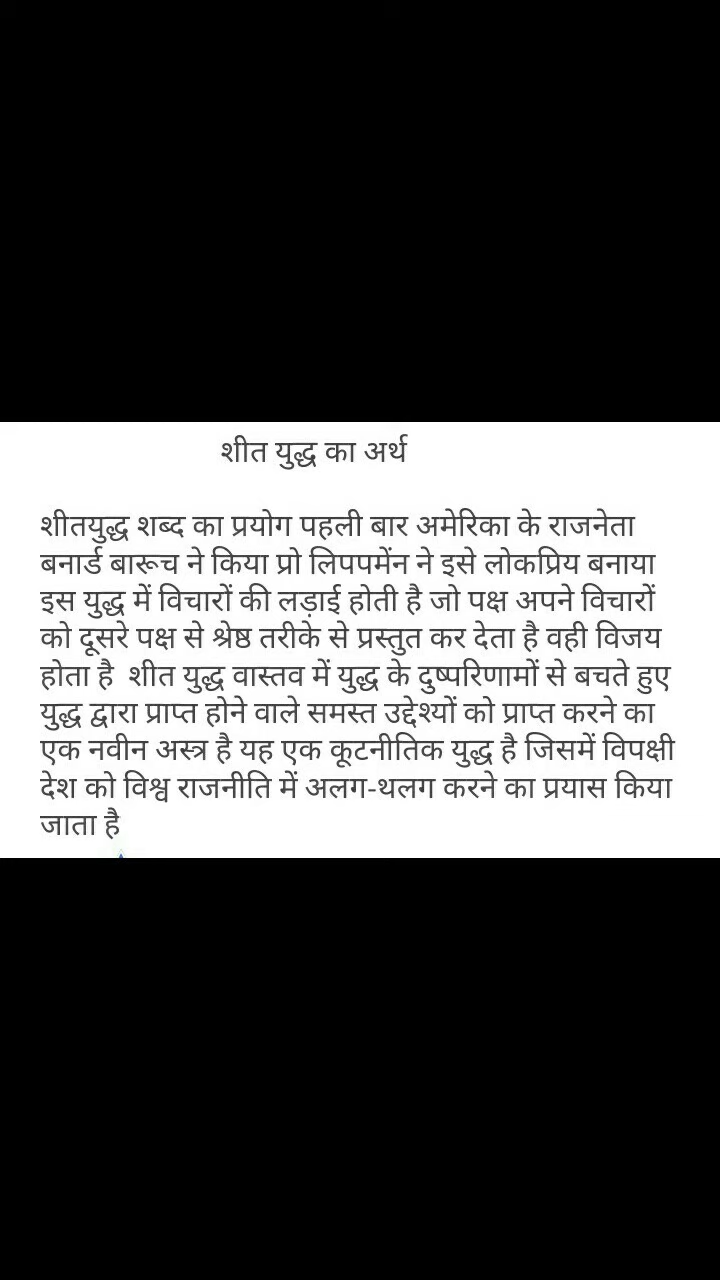 शीत युद्ध का अर्थ
शीतयुद्ध शब्द का प्रयोग पहली बार अमेरिका के राजनेता
बनार्ड बारूच ने किया प्रो लिपपमेंन ने इसे लोकप्रिय बनाया
इस युद्ध में विचारों की लड़ाई होती है जो पक्ष अपने विचारों
को दूसरे पक्ष से श्रेष्ठ तरीके से प्रस्तुत कर देता है वही विजय
होता है शीत युद्ध वास्तव में युद्ध के दुष्परिणामों से बचते हुए
युद्ध द्वारा प्राप्त होने वाले समस्त उद्देश्यों को प्राप्त करने का
एक नवीन अस्त्र है यह एक कूटनीतिक युद्ध है जिसमें विपक्षी
देश को विश्व राजनीति में अलग-थलग करने का प्रयास किया
जाता है